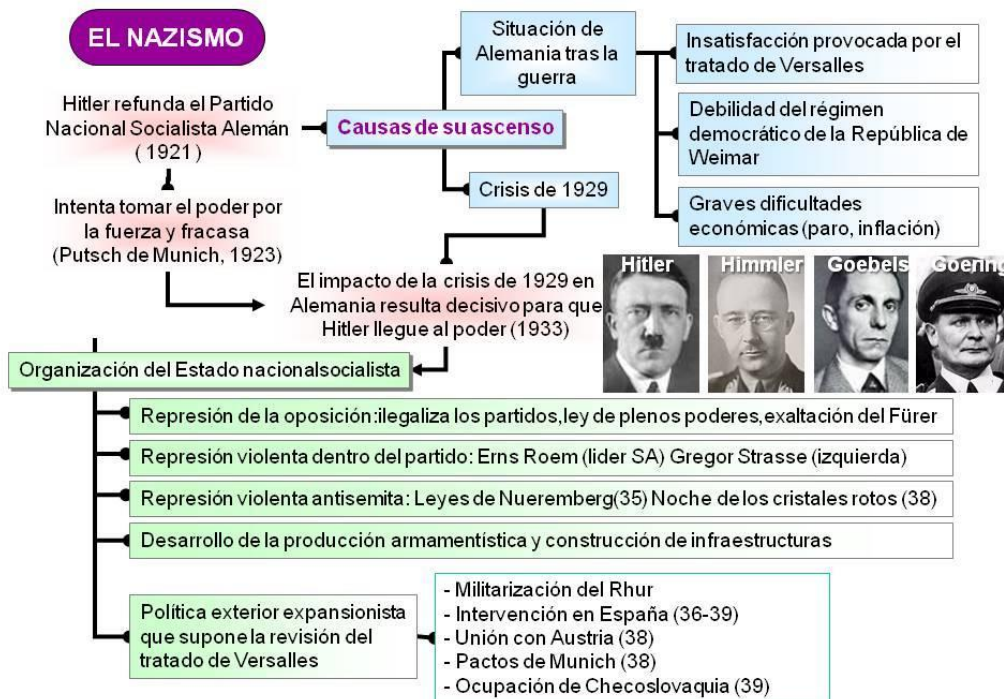 EL NAZISMO
Hitler refunda el Partido
Nacional Socialista Alemán
( 1921)
Intenta tomar el poder por
la fuerza y fracasa
(Putsch de Munich, 1923)
Causas de su ascenso
Situación de
Alemania tras la
guerra
Insatisfacción provocada por el
tratado de Versalles
Debilidad del régimen
democrático de la República de
Weimar
Graves dificultades
económicas (paro, inflación)
Crisis de 1929
El impacto de la crisis de 1929 en
Alemania resulta decisivo para que
Hitler llegue al poder (1933)
Hitler
Himmler
Goebels
Goering
Organización del Estado nacionalsocialista
Represión de la oposición:ilegaliza los partidos,ley de plenos poderes,exaltación del Fürer
Represión violenta dentro del partido: Erns Roem (lider SA) Gregor Strasse (izquierda)
Represión violenta antisemita: Leyes de Nueremberg(35) Noche de los cristales rotos (38)
Desarrollo de la producción armamentística y construcción de infraestructuras
Política exterior expansionista
que supone la revisión del
tratado de Versalles
- Militarización del Rhur
- Intervención en España (36-39)
- Unión con Austria (38)
- Pactos de Munich (38)
- Ocupación de Checoslovaquia (39)